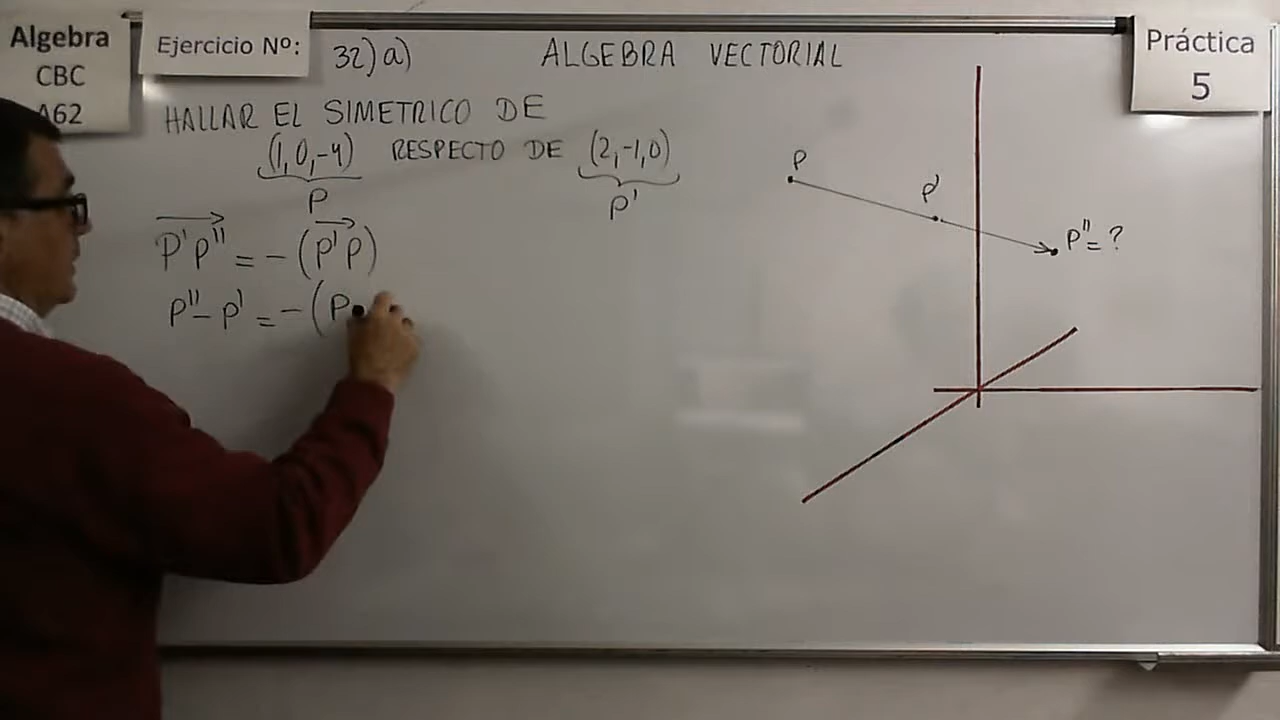 Algebra
CBC
A62
Ejercicio Nº:
32) a)
ALGEBRA VECTORIAL
Práctica
5
HALLAR EL SIMETRICO DE
(1,0,-4) RESPECTO DE (2,-1,0)
P P'
P'P'' = - (P'P)
P'' - P' = - (P
P
P'
P'' = ?